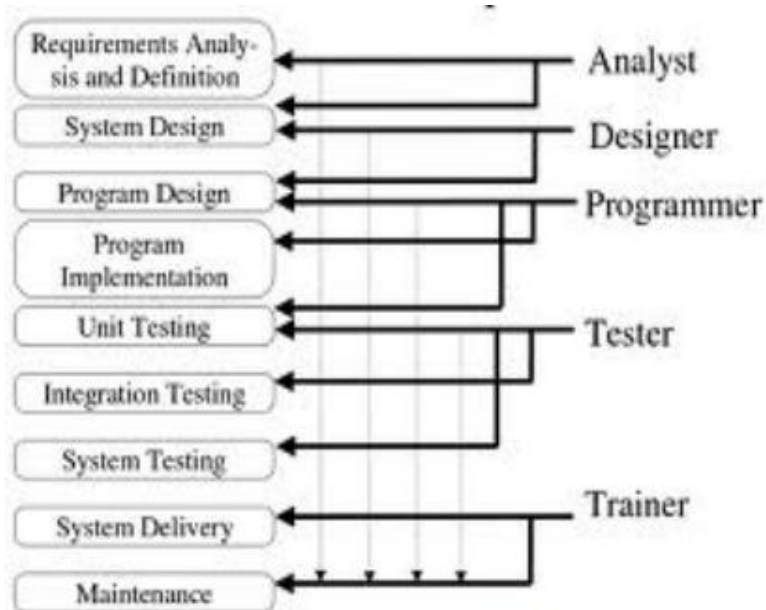 Requirements Analy-
sis and Definition
Analyst
System Design
Designer
Program Design
Programmer
Program
Implementation
Unit Testing
Tester
Integration Testing
System Testing
System Delivery
Trainer
Maintenance